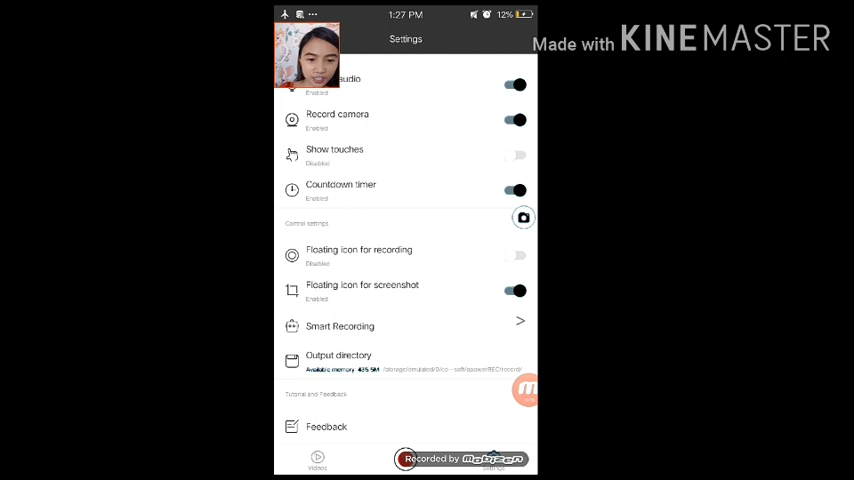 1:27 PM
12%
Settings
Made with KINEMASTER
audio
Enabled
Record camera
Enabled
Show touches
Disabled
Countdown timer
Enabled
Control settings
Floating icon for recording
Disabled
Floating icon for screenshot
Enabled
Smart Recording
>
Output directory
Available memory
Tutorial and Feedback
Feedback
Videos
Recorded by mobizen
Settings